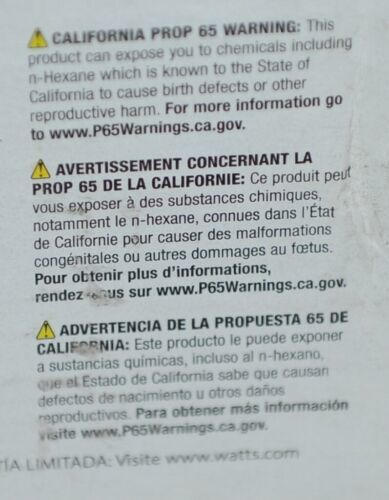 ⚠ CALIFORNIA PROP 65 WARNING: This
product can expose you to chemicals including
n-Hexane which is known to the State of
California to cause birth defects or other
reproductive harm. For more information go
to www.P65Warnings.ca.gov.
⚠ AVERTISSEMENT CONCERNANT LA
PROP 65 DE LA CALIFORNIE: Ce produit peut
vous exposer à des substances chimiques,
notamment le n-hexane, connues dans l'État
de Californie pour causer des malformations
congénitales ou autres dommages au fœtus.
Pour obtenir plus d'informations,
rendez-vous sur www.P65Warnings.ca.gov.
⚠ ADVERTENCIA DE LA PROPUESTA 65 DE
CALIFORNIA: Este producto le puede exponer
a sustancias químicas, incluso al n-hexano,
que el Estado de California sabe que causan
defectos de nacimiento u otros daños
reproductivos. Para obtener más información
visite www.P65Warnings.ca.gov.
ÍA LIMITADA: Visite www.watts.com